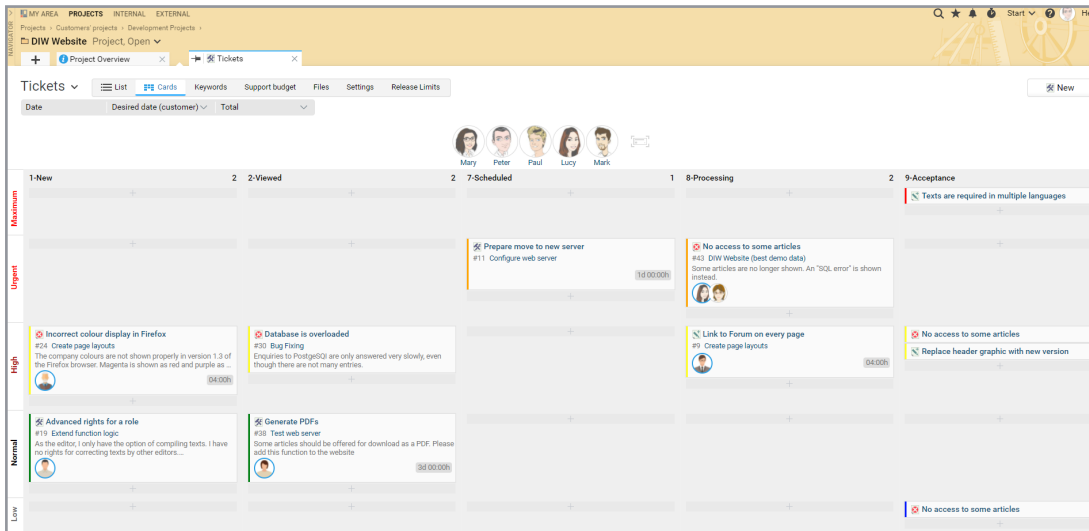 MY AREA PROJECTS INTERNAL EXTERNAL Start
NAVIGATOR
Projects › Customers' projects › Development Projects ›
DIW Website Project, Open
Project Overview Tickets
Tickets List Cards Keywords Support budget Files Settings Release Limits New
Date Desired date (customer) Total
Mary Peter Paul Lucy Mark
1-New 2 2-Viewed 2 7-Scheduled 1 8-Processing 2 9-Acceptance
Maximum
Texts are required in multiple languages
Urgent
Prepare move to new server
#11 Configure web server
1d 00:00h
No access to some articles
#43 DIW Website (best demo data)
Some articles are no longer shown. An "SQL error" is shown
instead.
High
Incorrect colour display in Firefox
#24 Create page layouts
The company colours are not shown properly in version 1.3 of
the Firefox browser. Magenta is shown as red and purple as ...
04:00h
Database is overloaded
#30 Bug Fixing
Enquiries to PostgeSQl are only answered very slowly, even
though there are not many entries.
Link to Forum on every page
#9 Create page layouts
04:00h
No access to some articles
Replace header graphic with new version
Normal
Advanced rights for a role
#19 Extend function logic
As the editor, I only have the option of compiling texts. I have
no rights for correcting texts by other editors....
Generate PDFs
#38 Test web server
Some articles should be offered for download as a PDF. Please
add this function to the website
3d 00:00h
Low
No access to some articles